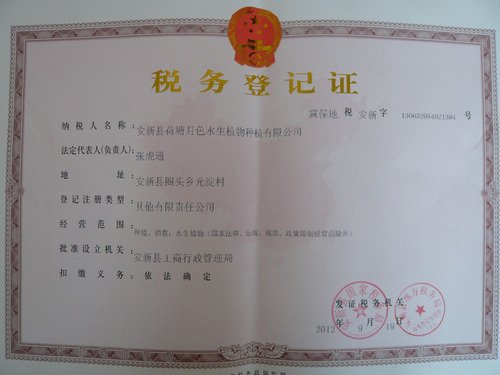 税务登记证
冀保地 税 安新 字 130632054021386 号
纳税人名称： 安新县荷塘月色水生植物种植有限公司
法定代表人(负责人) 张虎通
地址： 安新县圈头乡光淀村
登记注册类型： 其他有限责任公司
经营范围： 种植、销售：水生植物（国家法律、法规、规章、政策限制经营的除外）
批准设立机关： 安新县工商行政管理局
扣缴义务： 依法确定
发证税务机关
2012 年 9 月 19 日